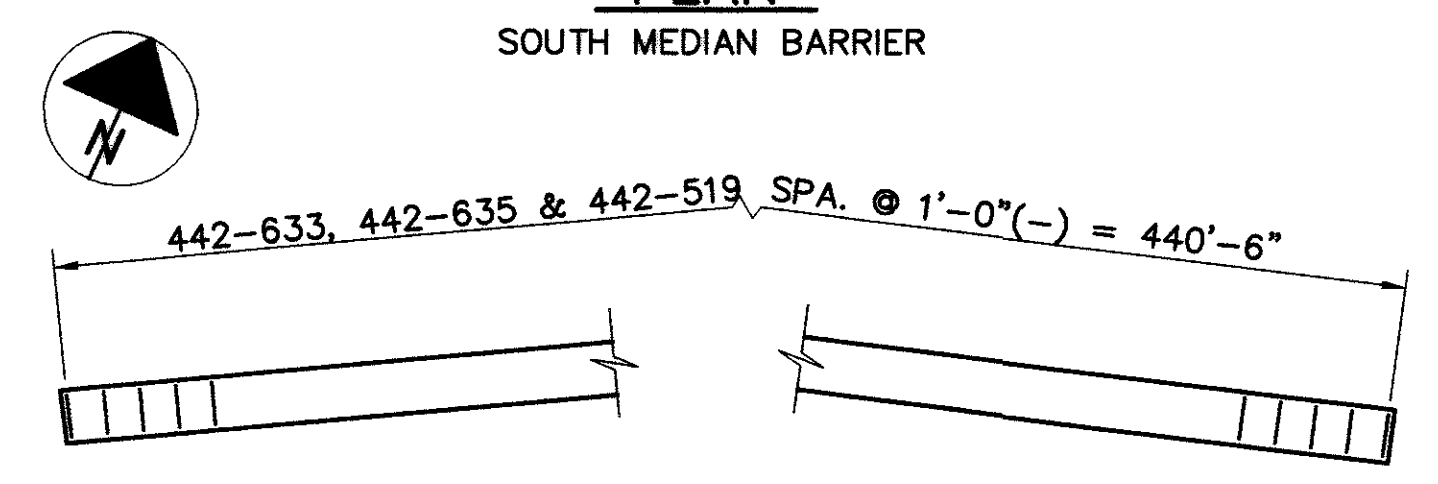 SOUTH MEDIAN BARRIER
N
442-633, 442-635 & 442-519 SPA. @ 1'-0"(-) = 440'-6"